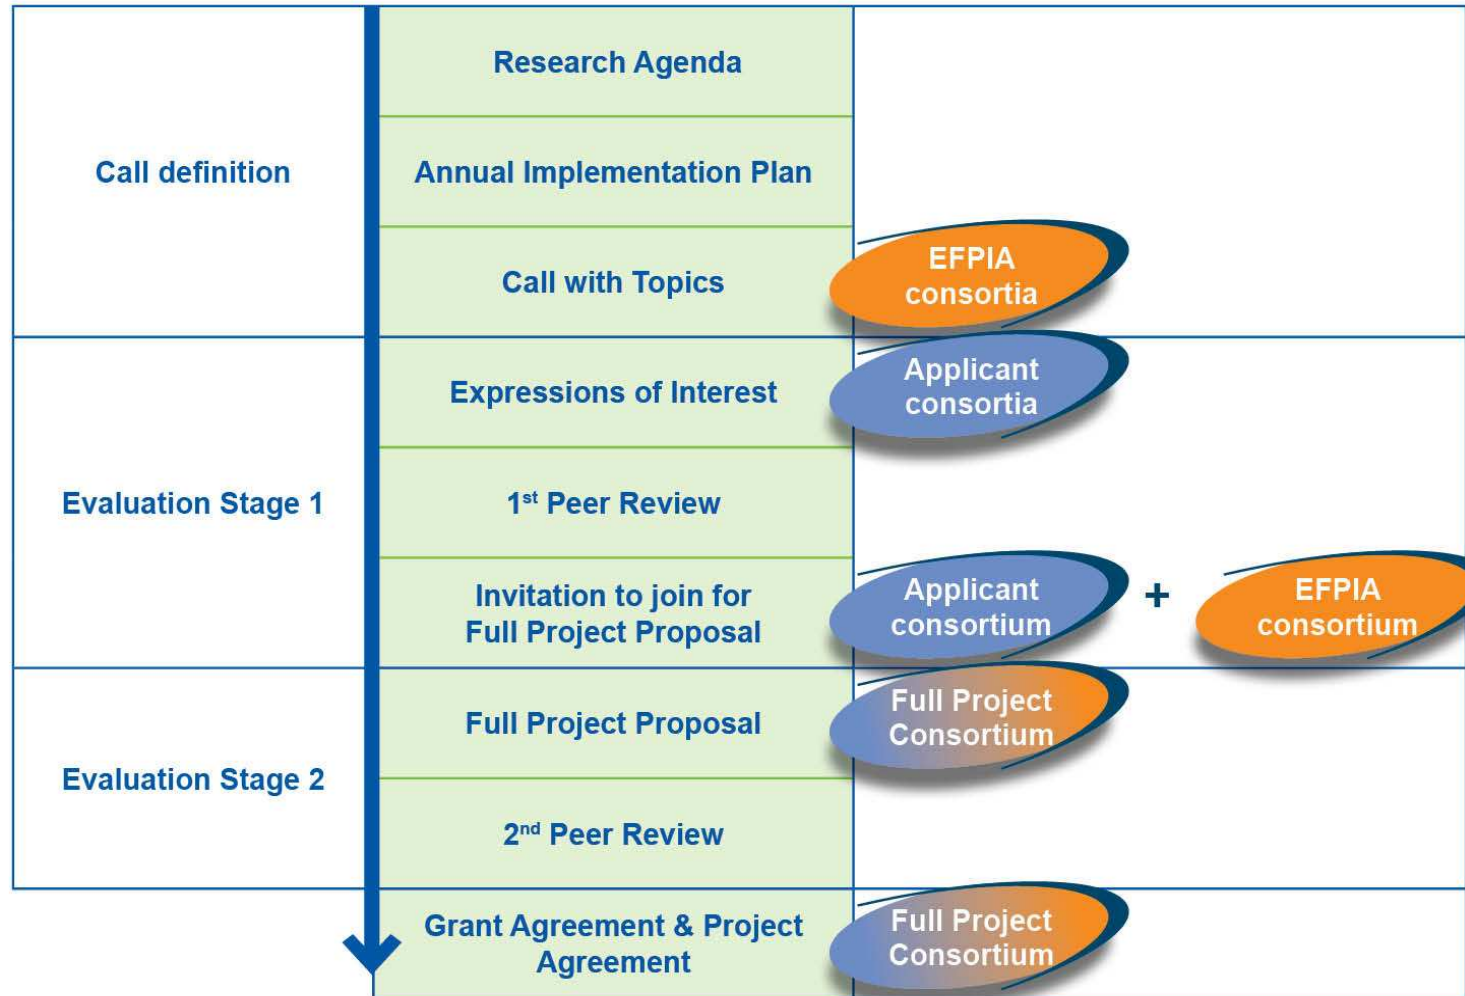 Call definition
Research Agenda
Annual Implementation Plan
Call with Topics
EFPIA
consortia
Evaluation Stage 1
Expressions of Interest
Applicant
consortia
1st Peer Review
Invitation to join for
Full Project Proposal
Applicant
consortium
+
EFPIA
consortium
Evaluation Stage 2
Full Project Proposal
Full Project
Consortium
2nd Peer Review
Grant Agreement & Project
Agreement
Full Project
Consortium